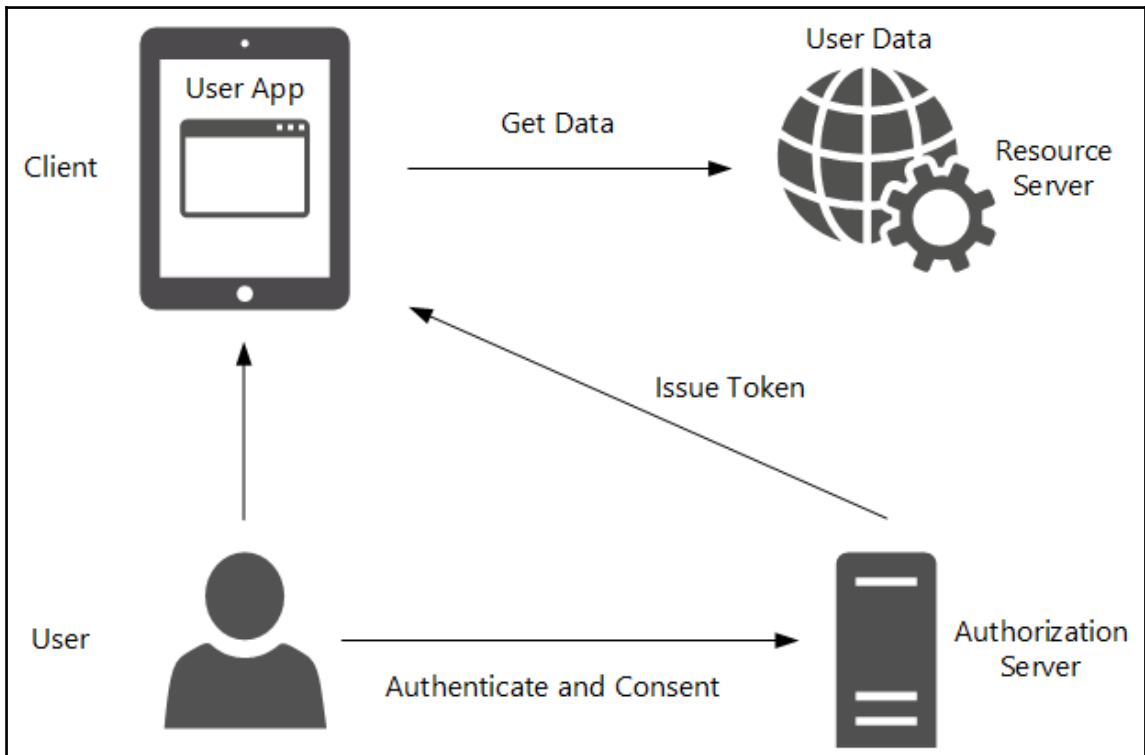 User Data
User App
Get Data
Client
Resource
Server
Issue Token
User
Authorization
Server
Authenticate and Consent